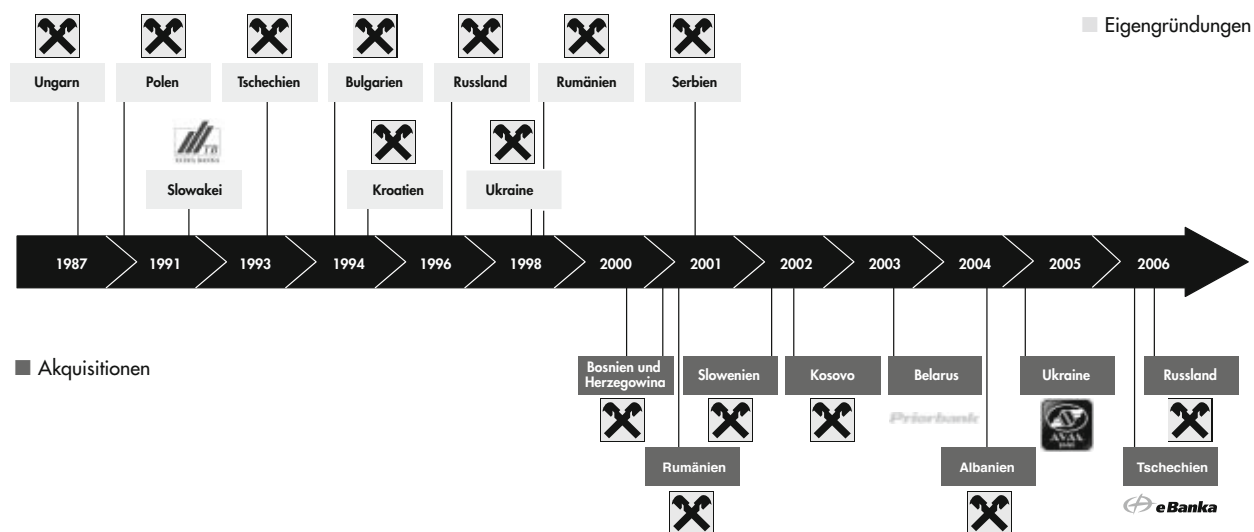 Eigengründungen
Ungarn
Polen
Tschechien
Bulgarien
Russland
Rumänien
Serbien
TB
Slowakei
Kroatien
Ukraine
1987
1991
1993
1994
1996
1998
2000
2001
2002
2003
2004
2005
2006
Akquisitionen
Bosnien und
Herzegowina
Slowenien
Kosovo
Belarus
Ukraine
Russland
Priorbank
AVAL
Rumänien
Albanien
Tschechien
eBanka